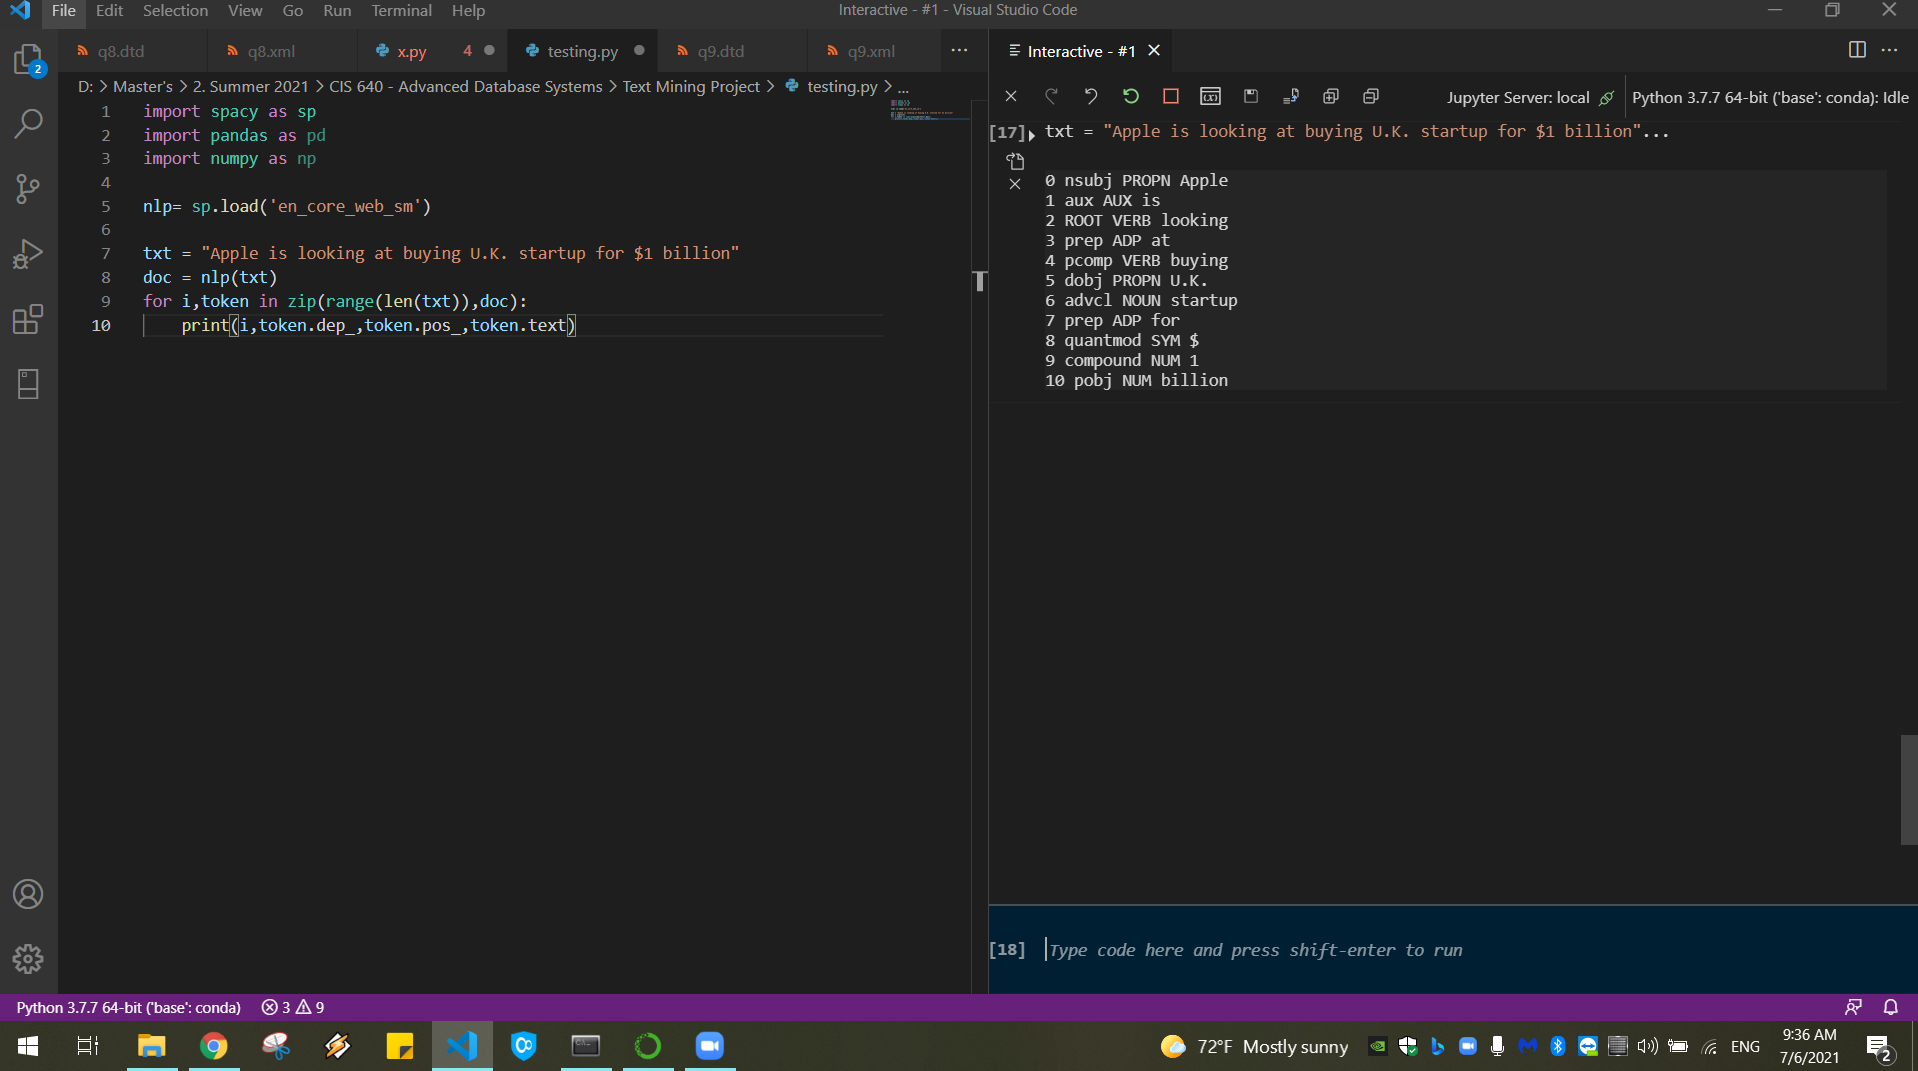 File Edit Selection View Go Run Terminal Help
Interactive - #1 - Visual Studio Code
q8.dtd q8.xml x.py 4 testing.py q9.dtd q9.xml ...
D: > Master's > 2. Summer 2021 > CIS 640 - Advanced Database Systems > Text Mining Project > testing.py > ...
1 import spacy as sp
2 import pandas as pd
3 import numpy as np
4
5 nlp= sp.load('en_core_web_sm')
6
7 txt = "Apple is looking at buying U.K. startup for $1 billion"
8 doc = nlp(txt)
9 for i,token in zip(range(len(txt)),doc):
10 print(i,token.dep_,token.pos_,token.text)
Interactive - #1
Jupyter Server: local Python 3.7.7 64-bit ('base': conda): Idle
[17] txt = "Apple is looking at buying U.K. startup for $1 billion"...
0 nsubj PROPN Apple
1 aux AUX is
2 ROOT VERB looking
3 prep ADP at
4 pcomp VERB buying
5 dobj PROPN U.K.
6 advcl NOUN startup
7 prep ADP for
8 quantmod SYM $
9 compound NUM 1
10 pobj NUM billion
[18] Type code here and press shift-enter to run
2
Python 3.7.7 64-bit ('base': conda) 3 9
72°F Mostly sunny ENG
9:36 AM
7/6/2021
2